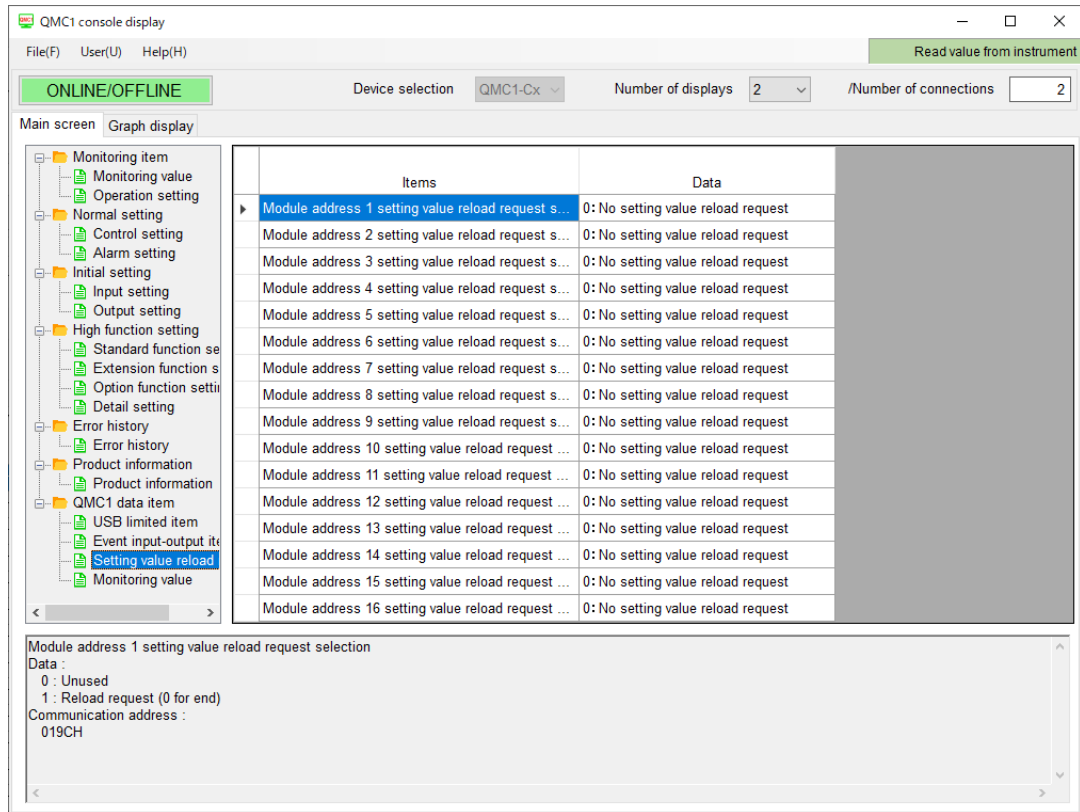 QMC1 QMC1 console display
File(F) User(U) Help(H) Read value from instrument
ONLINE/OFFLINE Device selection QMC1-Cx Number of displays 2 /Number of connections 2
Main screen Graph display
Monitoring item
Monitoring value
Operation setting
Normal setting
Control setting
Alarm setting
Initial setting
Input setting
Output setting
High function setting
Standard function se
Extension function s
Option function settin
Detail setting
Error history
Error history
Product information
Product information
QMC1 data item
USB limited item
Event input-output ite
Setting value reload
Monitoring value
Items Data
Module address 1 setting value reload request s... 0: No setting value reload request
Module address 2 setting value reload request s... 0: No setting value reload request
Module address 3 setting value reload request s... 0: No setting value reload request
Module address 4 setting value reload request s... 0: No setting value reload request
Module address 5 setting value reload request s... 0: No setting value reload request
Module address 6 setting value reload request s... 0: No setting value reload request
Module address 7 setting value reload request s... 0: No setting value reload request
Module address 8 setting value reload request s... 0: No setting value reload request
Module address 9 setting value reload request s... 0: No setting value reload request
Module address 10 setting value reload request ... 0: No setting value reload request
Module address 11 setting value reload request ... 0: No setting value reload request
Module address 12 setting value reload request ... 0: No setting value reload request
Module address 13 setting value reload request ... 0: No setting value reload request
Module address 14 setting value reload request ... 0: No setting value reload request
Module address 15 setting value reload request ... 0: No setting value reload request
Module address 16 setting value reload request ... 0: No setting value reload request
Module address 1 setting value reload request selection
Data :
0 : Unused
1 : Reload request (0 for end)
Communication address :
019CH